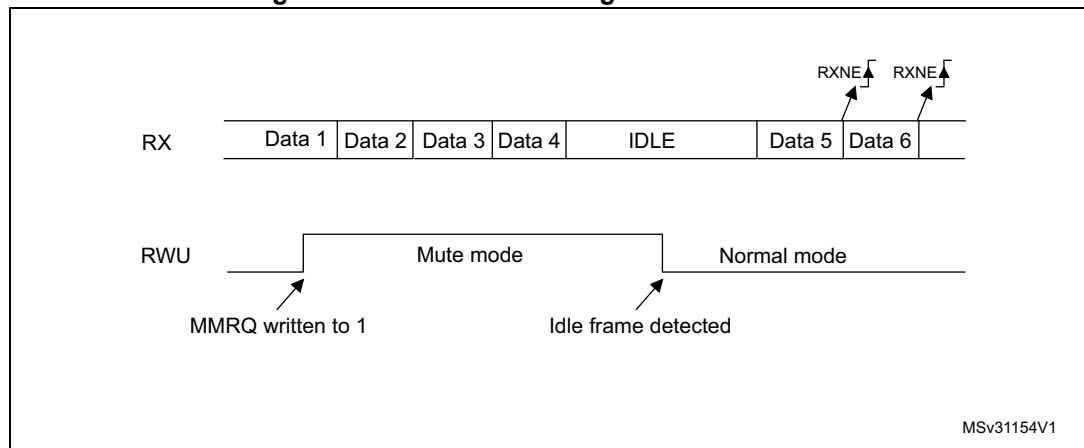 RXNE RXNE
RX Data 1 Data 2 Data 3 Data 4 IDLE Data 5 Data 6
RWU Mute mode Normal mode
MMRQ written to 1 Idle frame detected
MSv31154V1